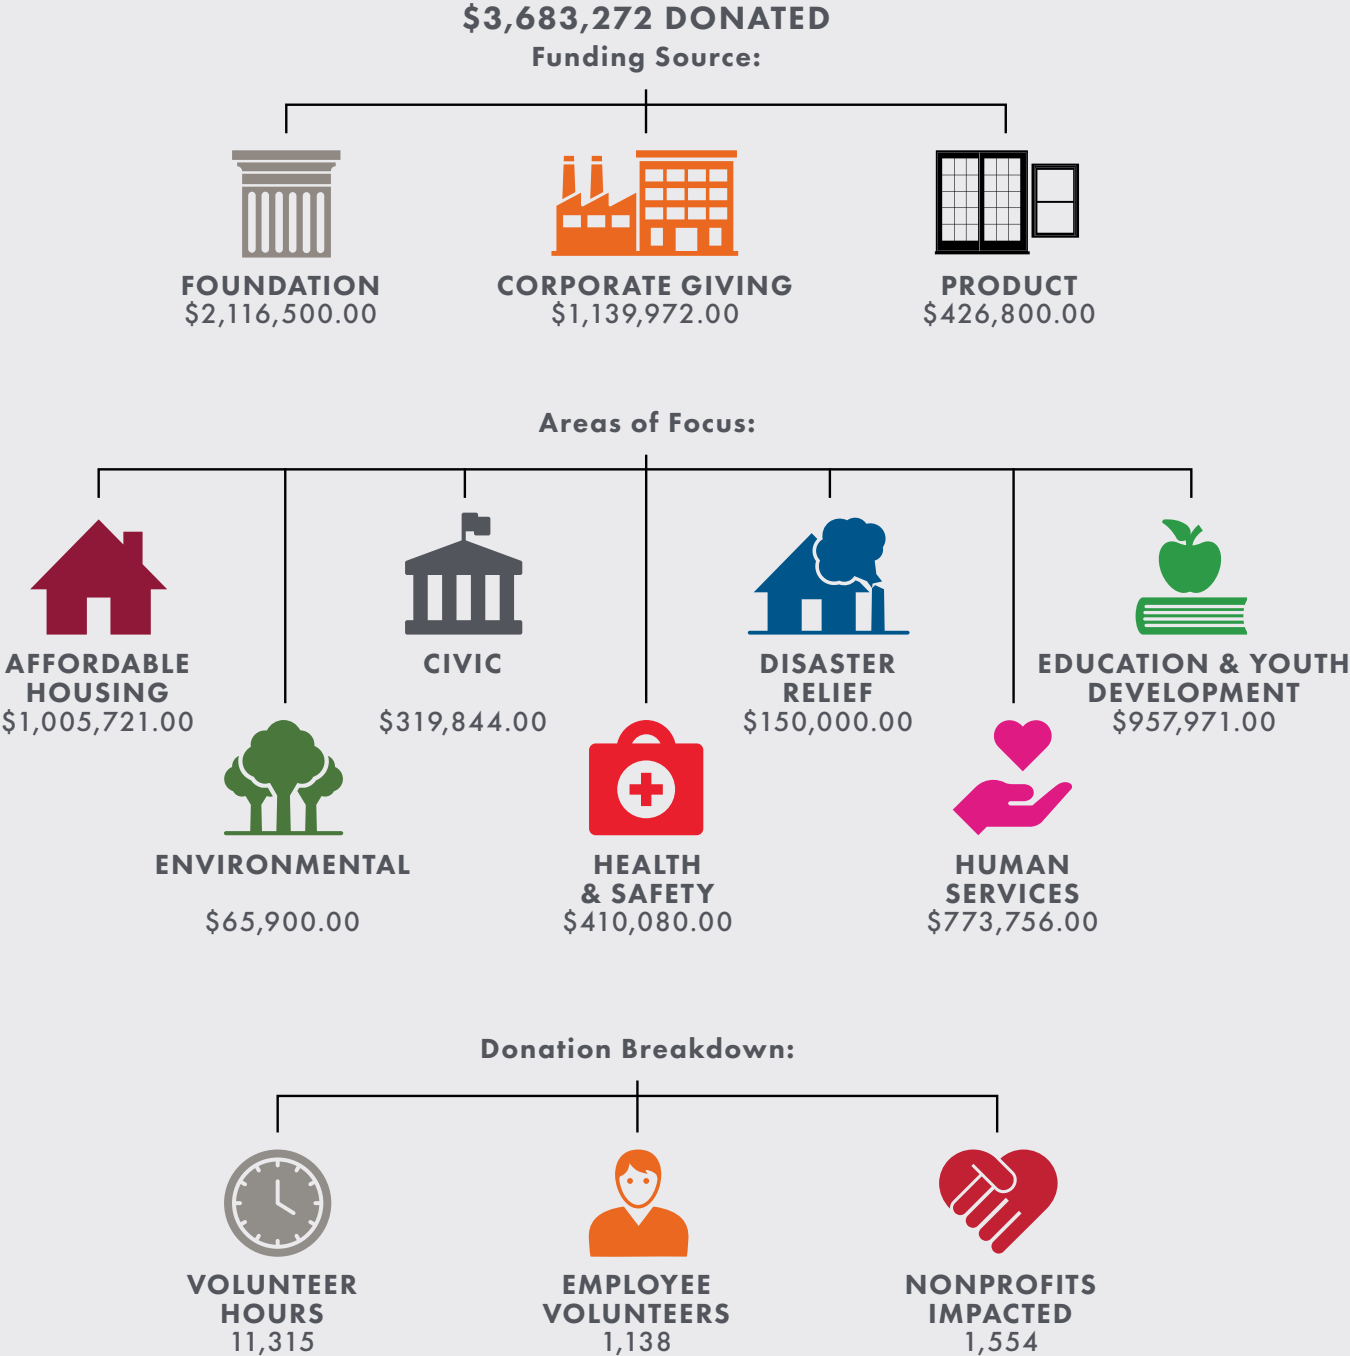 $3,683,272 DONATED
Funding Source:
FOUNDATION
$2,116,500.00
CORPORATE GIVING
$1,139,972.00
PRODUCT
$426,800.00
Areas of Focus:
AFFORDABLE
HOUSING
$1,005,721.00
CIVIC
$319,844.00
DISASTER
RELIEF
$150,000.00
EDUCATION & YOUTH
DEVELOPMENT
$957,971.00
ENVIRONMENTAL
$65,900.00
HEALTH
& SAFETY
$410,080.00
HUMAN
SERVICES
$773,756.00
Donation Breakdown:
VOLUNTEER
HOURS
11,315
EMPLOYEE
VOLUNTEERS
1,138
NONPROFITS
IMPACTED
1,554